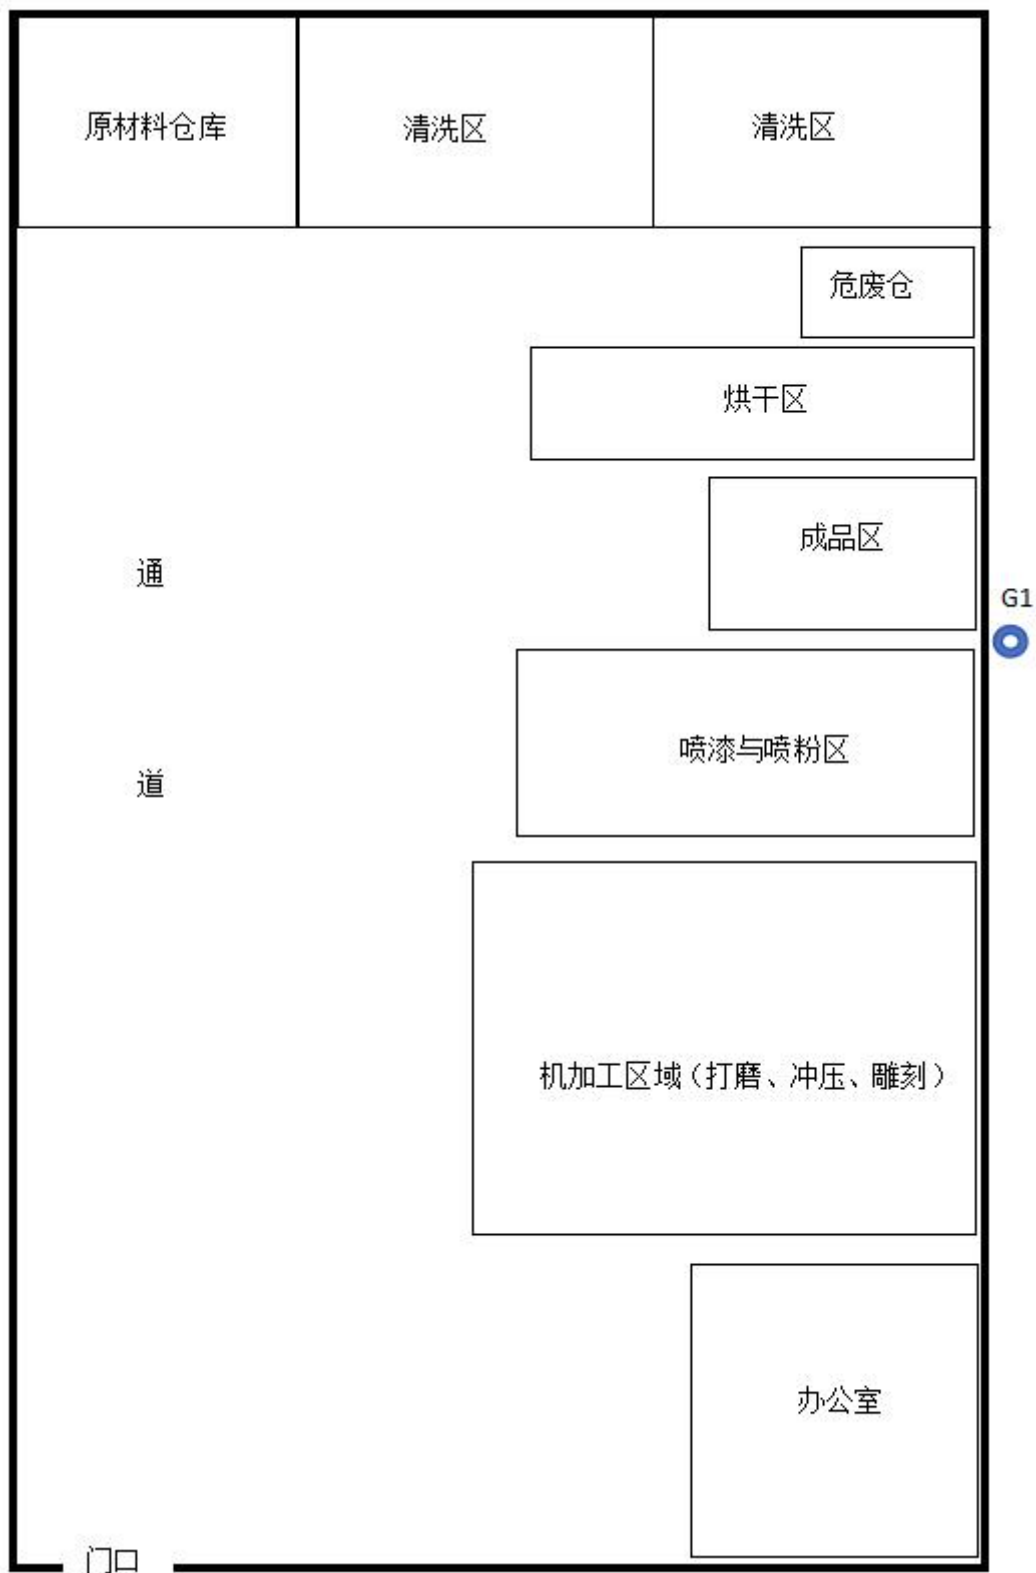 原材料仓库
清洗区
清洗区
危废仓
烘干区
成品区
通
G1
喷漆与喷粉区
道
机加工区域（打磨、冲压、雕刻）
办公室
门口